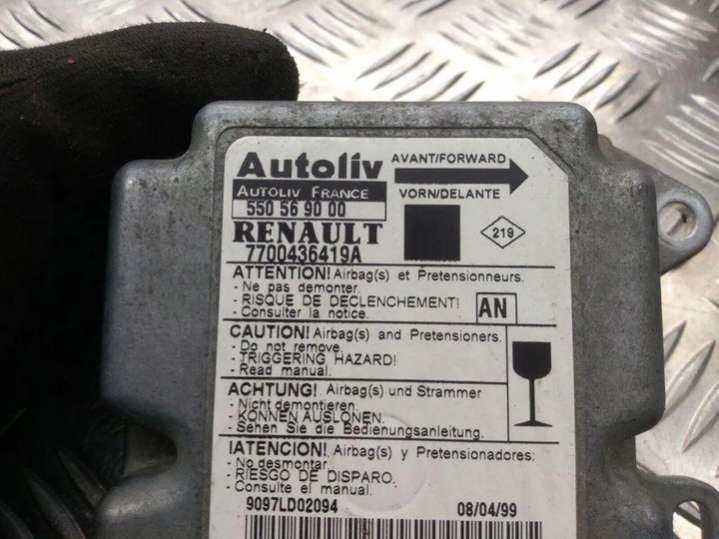 Autoliv
AVANT/FORWARD
AUTOLIV FRANCE
VORN/DELANTE
550 56 90 00
RENAULT
219
7700436419A
ATTENTION! Airbag(s) et Pretensionneurs.
- Ne pas demonter.
- RISQUE DE DECLENCHEMENT!
- Consulter la notice.
AN
CAUTION! Airbag(s) and Pretensioners.
- Do not remove.
- TRIGGERING HAZARD!
- Read manual.
ACHTUNG! Airbag(s) und Strammer
- Nicht demontieren.
- KONNEN AUSLONEN.
- Sehen Sie die Bedienungsanleitung.
!ATENCION! Airbag(s) y Pretensionadores:
- No desmontar.
- RIESGO DE DISPARO.
- Consulte el manual.
9097LD02094
08/04/99